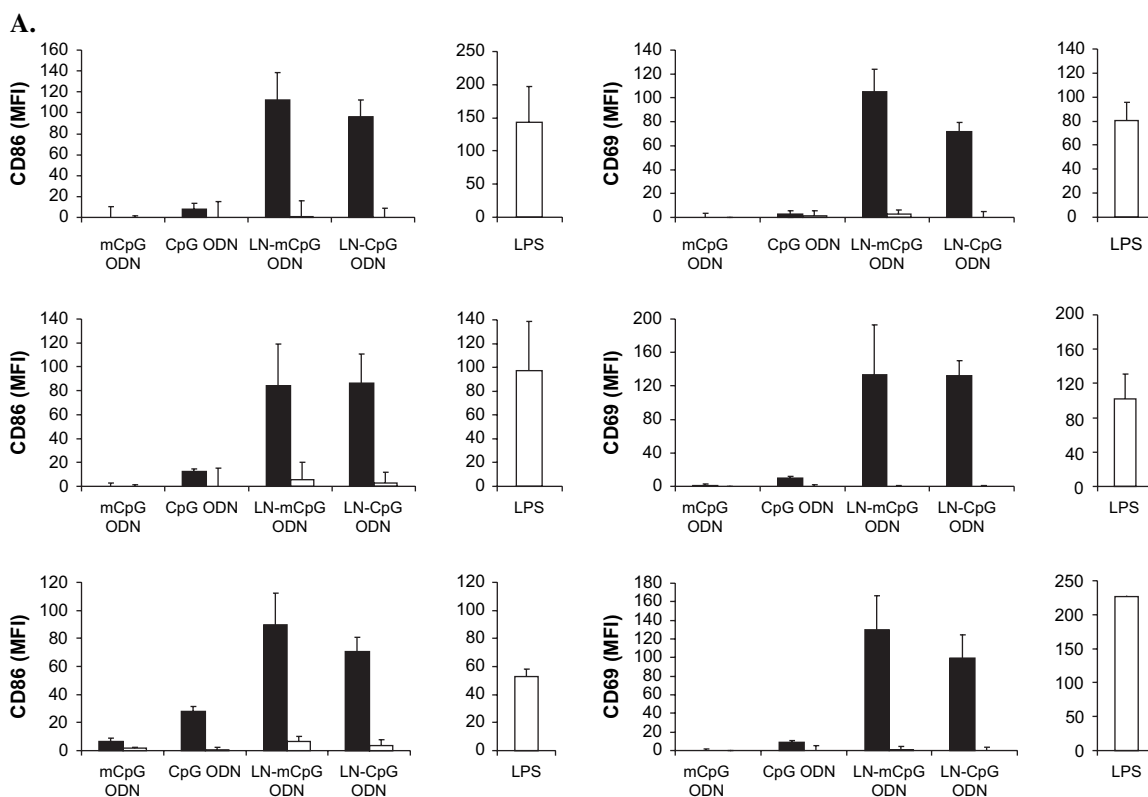 A.
160
140
120
100
80
60
40
20
0
CD86 (MFI)
mCpG
ODN
CpG ODN
LN-mCpG
ODN
LN-CpG
ODN
250
200
150
100
50
0
LPS
140
120
100
80
60
40
20
0
CD69 (MFI)
mCpG
ODN
CpG ODN
LN-mCpG
ODN
LN-CpG
ODN
140
120
100
80
60
40
20
0
LPS
140
120
100
80
60
40
20
0
CD86 (MFI)
mCpG
ODN
CpG ODN
LN-mCpG
ODN
LN-CpG
ODN
140
120
100
80
60
40
20
0
LPS
200
160
120
80
40
0
CD69 (MFI)
mCpG
ODN
CpG ODN
LN-mCpG
ODN
LN-CpG
ODN
200
160
120
80
40
0
LPS
120
100
80
60
40
20
0
CD86 (MFI)
mCpG
ODN
CpG ODN
LN-mCpG
ODN
LN-CpG
ODN
120
100
80
60
40
20
0
LPS
180
160
140
120
100
80
60
40
20
0
CD69 (MFI)
mCpG
ODN
CpG ODN
LN-mCpG
ODN
LN-CpG
ODN
250
200
150
100
50
0
LPS